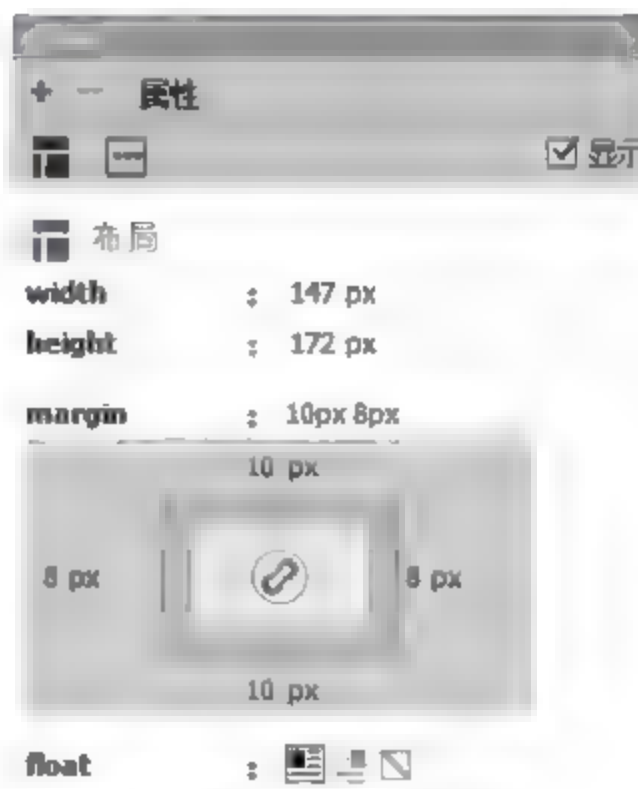 属性
显示
布局
width : 147 px
height : 172 px
margin : 10px 8px
10 px
8 px 8 px
10 px
float :